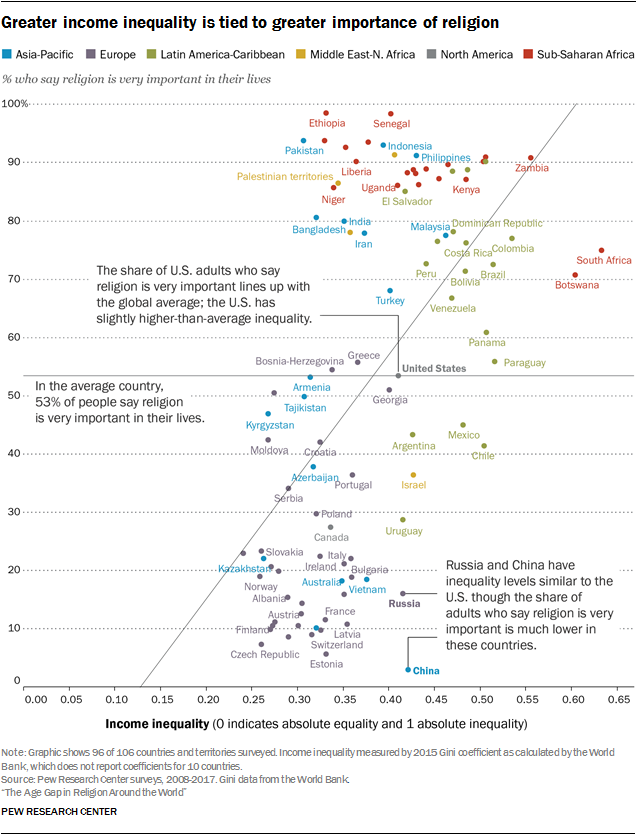 Greater income inequality is tied to greater importance of religion
Asia-Pacific Europe Latin America-Caribbean Middle East-N. Africa North America Sub-Saharan Africa
% who say religion is very important in their lives
100%
Ethiopia
Senegal
Pakistan
Indonesia
Philippines
90
Liberia
Zambia
Palestinian territories
Niger
Uganda
Kenya
El Salvador
80
Bangladesh
India
Iran
Malaysia
Dominican Republic
Costa Rica
Colombia
South Africa
Peru
Bolivia
Brazil
Botswana
70
The share of U.S. adults who say
religion is very important lines up with
the global average; the U.S. has
slightly higher-than-average inequality.
Turkey
Venezuela
60
Panama
Paraguay
Bosnia-Herzegovina
Greece
United States
Armenia
In the average country,
53% of people say religion
is very important in their lives.
50
Tajikistan
Georgia
Kyrgyzstan
Moldova
Croatia
Argentina
Mexico
Chile
40
Azerbaijan
Portugal
Israel
Serbia
30
Poland
Canada
Uruguay
20
Slovakia
Kazakhstan
Italy
Ireland
Bulgaria
Norway
Australia
Vietnam
Albania
Russia
Russia and China have
inequality levels similar to the
U.S. though the share of
adults who say religion is very
important is much lower in
these countries.
Austria
France
10
Finland
Latvia
Switzerland
Czech Republic
Estonia
China
0
0.00 0.05 0.10 0.15 0.20 0.25 0.30 0.35 0.40 0.45 0.50 0.55 0.60 0.65
Income inequality (0 indicates absolute equality and 1 absolute inequality)
Note: Graphic shows 96 of 106 countries and territories surveyed. Income inequality measured by 2015 Gini coefficient as calculated by the World
Bank, which does not report coefficients for 10 countries.
Source: Pew Research Center surveys, 2008-2017. Gini data from the World Bank.
“The Age Gap in Religion Around the World”
PEW RESEARCH CENTER